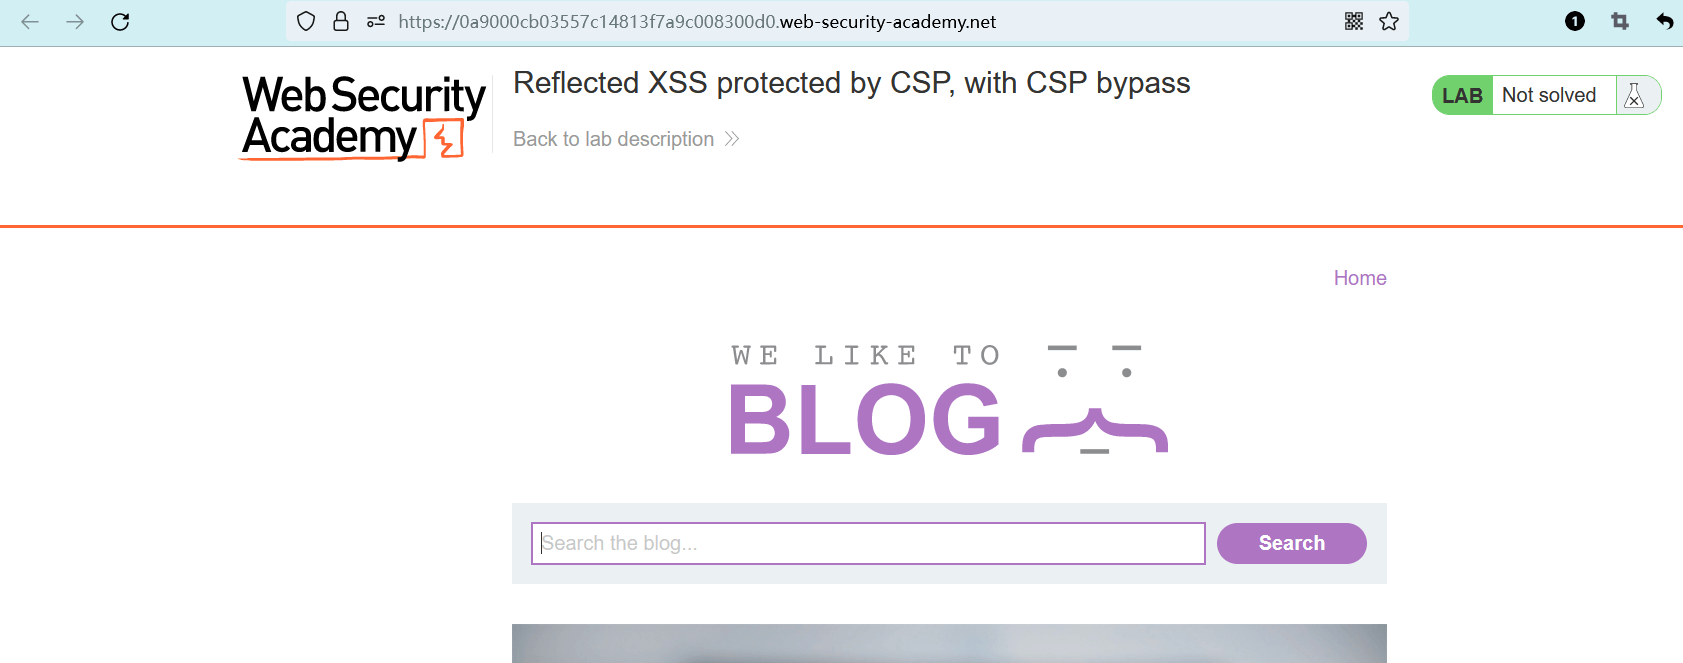 https://0a9000cb03557c14813f7a9c008300d0.web-security-academy.net
1
Web Security
Academy
Reflected XSS protected by CSP, with CSP bypass
Back to lab description
LAB Not solved
Home
WE LIKE TO
BLOG
Search the blog...
Search